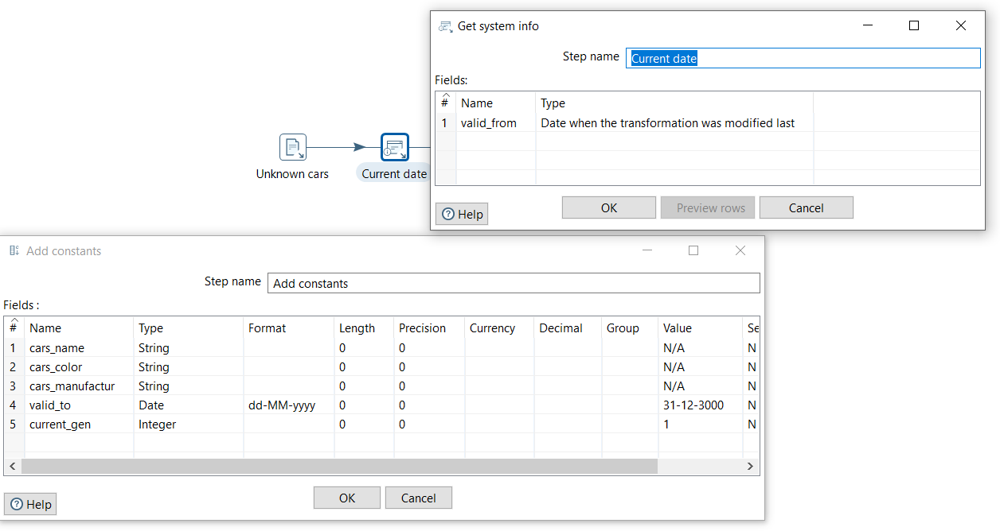 Get system info
Step name Current date
Fields:
# Name Type
1 valid_from Date when the transformation was modified last
OK Preview rows Cancel
Help
Unknown cars Current date
Add constants
Step name Add constants
Fields :
# Name Type Format Length Precision Currency Decimal Group Value Se
1 cars_name String 0 0 N/A N
2 cars_color String 0 0 N/A N
3 cars_manufactur String 0 0 N/A N
4 valid_to Date dd-MM-yyyy 0 0 31-12-3000 N
5 current_gen Integer 0 0 1 N
OK Cancel
Help